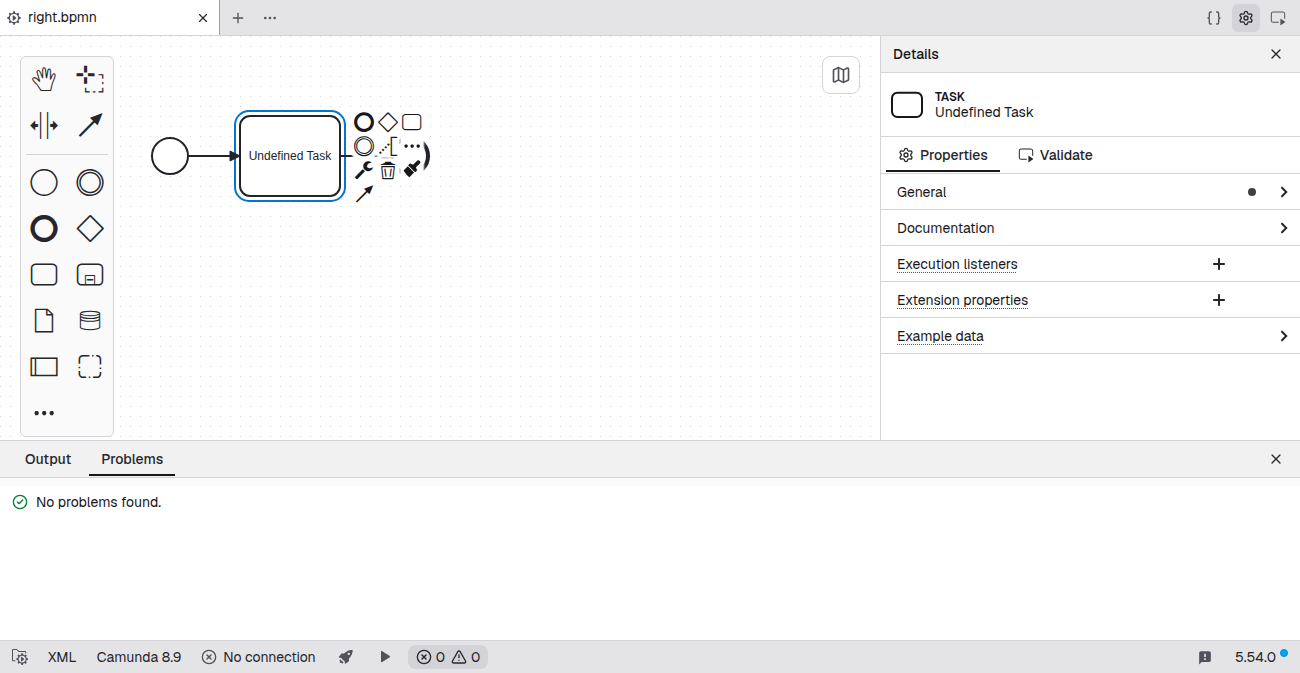 right.bpmn
Details
TASK
Undefined Task
Undefined Task
Properties
Validate
General
Documentation
Execution listeners
Extension properties
Example data
Output
Problems
No problems found.
XML
Camunda 8.9
No connection
0
0
5.54.0